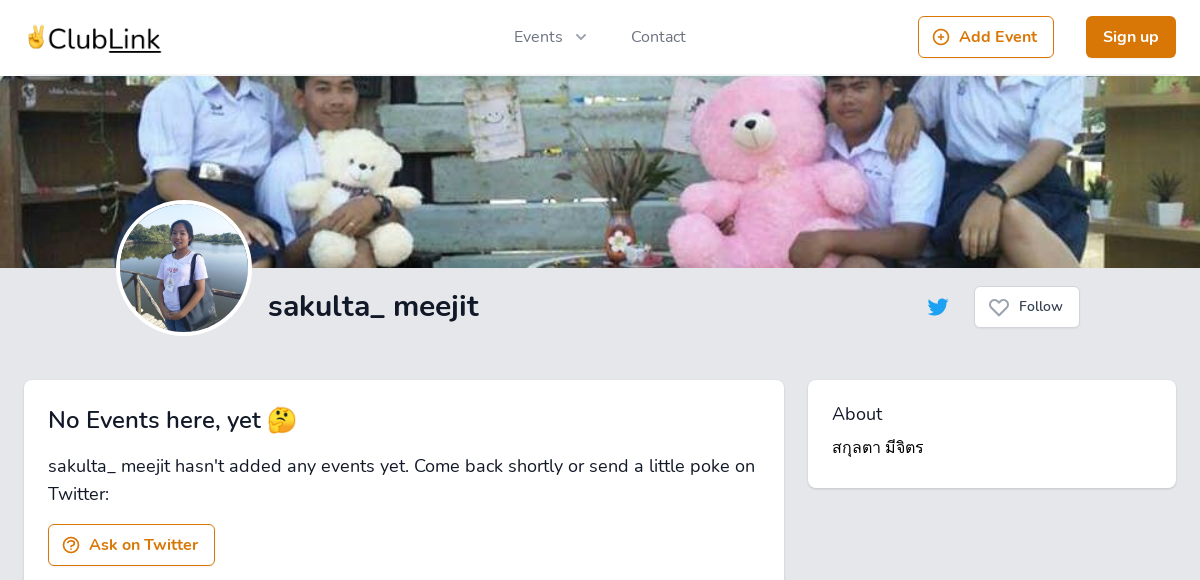 ✌ClubLink
Events
Contact
Add Event
Sign up
sakulta_ meejit
Follow
No Events here, yet 🤔
sakulta_ meejit hasn't added any events yet. Come back shortly or send a little poke on
Twitter:
Ask on Twitter
About
สกุลตา มีจิตร